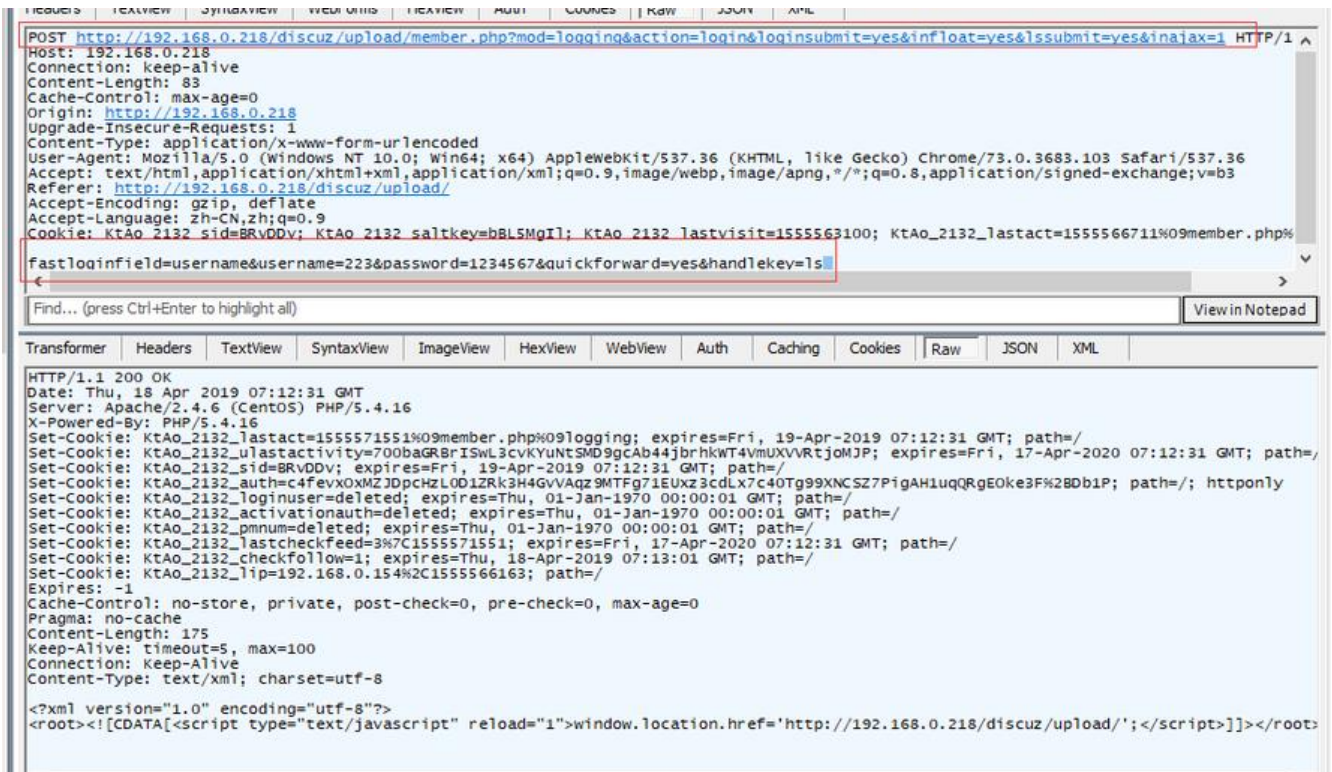 Headers TextView SyntaxView WebForms HexView Auth Cookies Raw JSON XML
POST http://192.168.0.218/discuz/upload/member.php?mod=logging&action=login&loginsubmit=yes&infloat=yes&lssubmit=yes&inajax=1 HTTP/1
Host: 192.168.0.218
Connection: keep-alive
Content-Length: 83
Cache-Control: max-age=0
Origin: http://192.168.0.218
Upgrade-Insecure-Requests: 1
Content-Type: application/x-www-form-urlencoded
User-Agent: Mozilla/5.0 (Windows NT 10.0; Win64; x64) AppleWebKit/537.36 (KHTML, like Gecko) Chrome/73.0.3683.103 Safari/537.36
Accept: text/html,application/xhtml+xml,application/xml;q=0.9,image/webp,image/apng,*/*;q=0.8,application/signed-exchange;v=b3
Referer: http://192.168.0.218/discuz/upload/
Accept-Encoding: gzip, deflate
Accept-Language: zh-CN,zh;q=0.9
Cookie: KtAo_2132_sid=BRvDDv; KtAo_2132_saltkey=bBL5MgIl; KtAo_2132_lastvisit=1555563100; KtAo_2132_lastact=1555566711%09member.php%
fastloginfield=username&username=223&password=1234567&quickforward=yes&handlekey=ls
Find... (press Ctrl+Enter to highlight all) View in Notepad
Transformer Headers TextView SyntaxView ImageView HexView WebView Auth Caching Cookies Raw JSON XML
HTTP/1.1 200 OK
Date: Thu, 18 Apr 2019 07:12:31 GMT
Server: Apache/2.4.6 (CentOS) PHP/5.4.16
X-Powered-By: PHP/5.4.16
Set-Cookie: KtAo_2132_lastact=1555571551%09member.php%09logging; expires=Fri, 19-Apr-2019 07:12:31 GMT; path=/
Set-Cookie: KtAo_2132_ulastactivity=700baGRBrISwL3cvKYuNtSMD9gcAb44jbrhkWT4VmUXVVRtjoMJP; expires=Fri, 17-Apr-2020 07:12:31 GMT; path=/
Set-Cookie: KtAo_2132_sid=BRvDDv; expires=Fri, 19-Apr-2019 07:12:31 GMT; path=/
Set-Cookie: KtAo_2132_auth=c4fevxOxMZJDpcHzL0D1ZRk3H4GvVAqz9MTFg71EUxz3cdLx7c4OTg99XNCSZ7PigAH1uqQRgEOke3F%2BDb1P; path=/; httponly
Set-Cookie: KtAo_2132_loginuser=deleted; expires=Thu, 01-Jan-1970 00:00:01 GMT; path=/
Set-Cookie: KtAo_2132_activationauth=deleted; expires=Thu, 01-Jan-1970 00:00:01 GMT; path=/
Set-Cookie: KtAo_2132_pmnum=deleted; expires=Thu, 01-Jan-1970 00:00:01 GMT; path=/
Set-Cookie: KtAo_2132_lastcheckfeed=3%7C1555571551; expires=Fri, 17-Apr-2020 07:12:31 GMT; path=/
Set-Cookie: KtAo_2132_checkfollow=1; expires=Thu, 18-Apr-2019 07:13:01 GMT; path=/
Set-Cookie: KtAo_2132_lip=192.168.0.154%2C1555566163; path=/
Expires: -1
Cache-Control: no-store, private, post-check=0, pre-check=0, max-age=0
Pragma: no-cache
Content-Length: 175
Keep-Alive: timeout=5, max=100
Connection: Keep-Alive
Content-Type: text/xml; charset=utf-8
<?xml version="1.0" encoding="utf-8"?>
<root><![CDATA[<script type="text/javascript" reload="1">window.location.href='http://192.168.0.218/discuz/upload/';</script>]]></root>